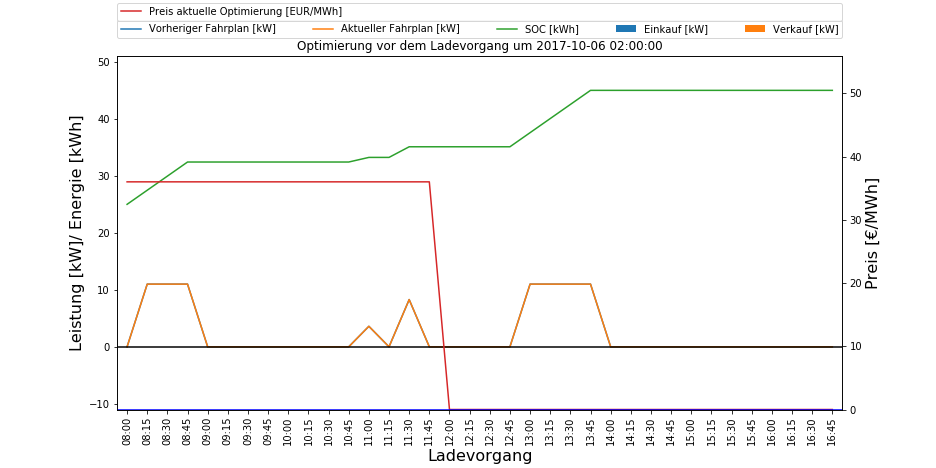 Preis aktuelle Optimierung [EUR/MWh]
Vorheriger Fahrplan [kW] Aktueller Fahrplan [kW] SOC [kWh] Einkauf [kW] Verkauf [kW]
Optimierung vor dem Ladevorgang um 2017-10-06 02:00:00
Leistung [kW]/ Energie [kWh]
50
40
30
20
10
0
−10
50
40
30
20
10
0
Preis [€/MWh]
08:00 08:15 08:30 08:45 09:00 09:15 09:30 09:45 10:00 10:15 10:30 10:45 11:00 11:15 11:30 11:45 12:00 12:15 12:30 12:45 13:00 13:15 13:30 13:45 14:00 14:15 14:30 14:45 15:00 15:15 15:30 15:45 16:00 16:15 16:30 16:45
Ladevorgang